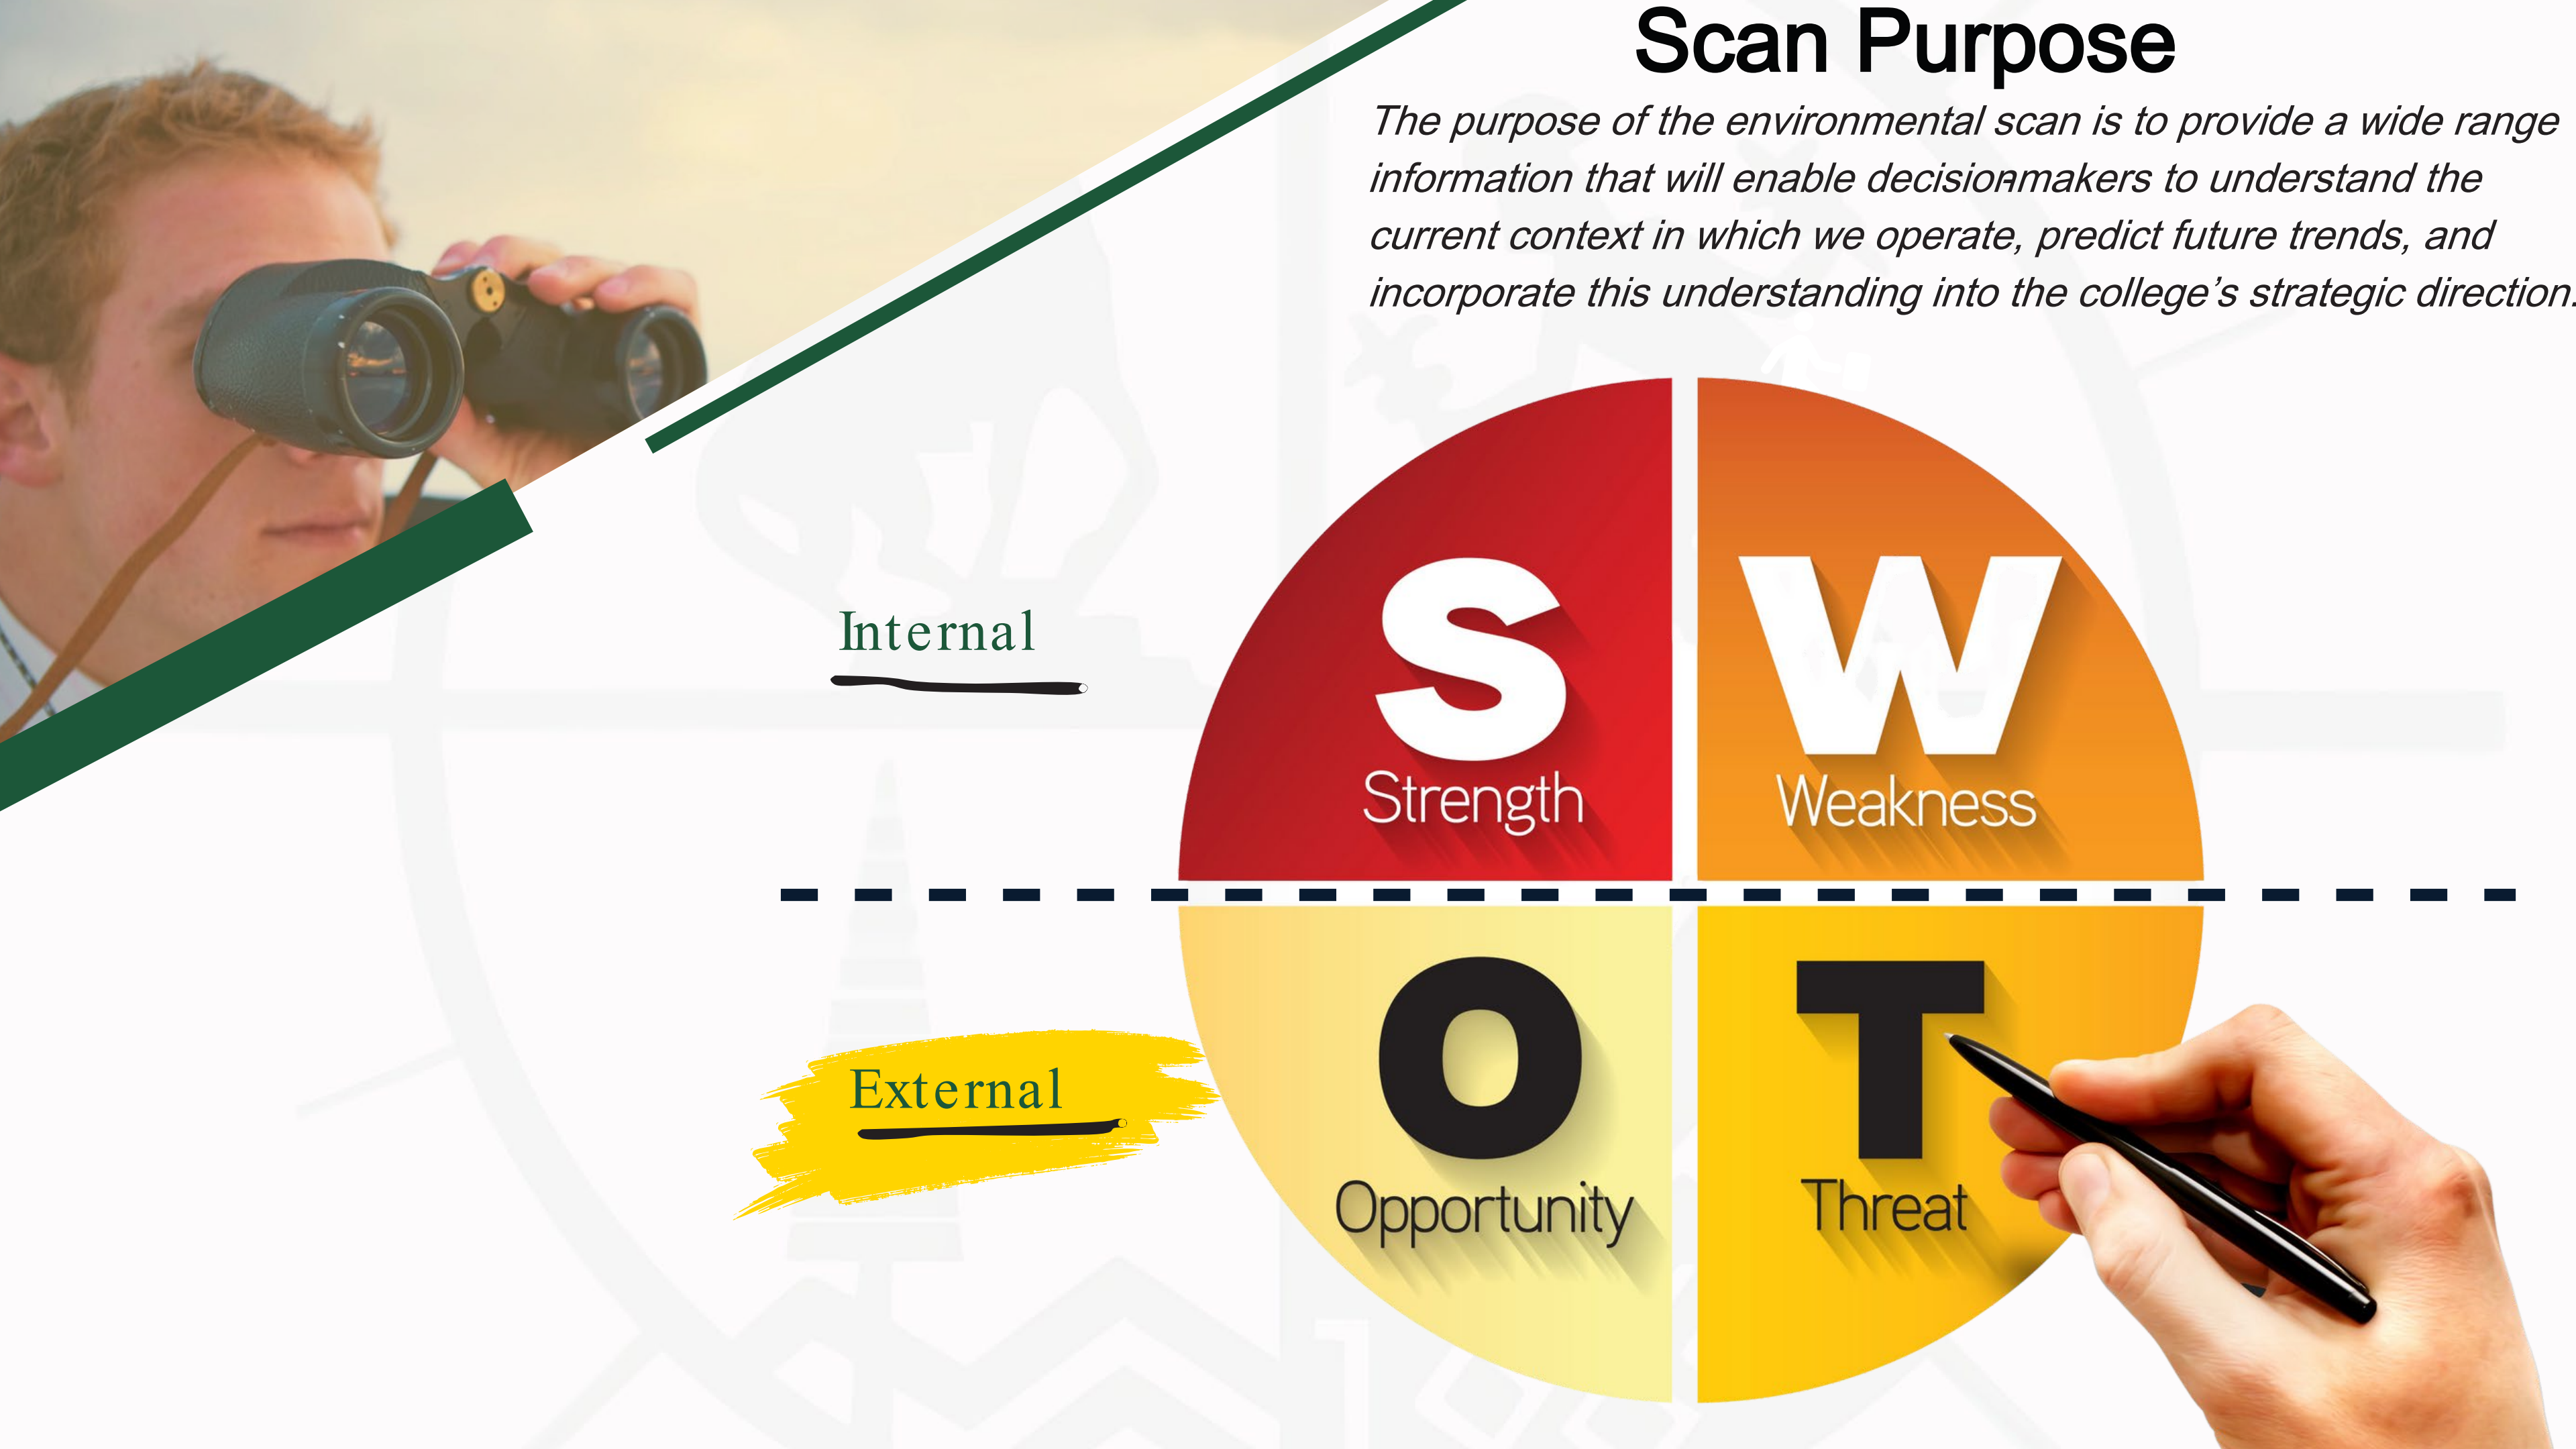 Scan Purpose
The purpose of the environmental scan is to provide a wide range
information that will enable decision-makers to understand the
current context in which we operate, predict future trends, and
incorporate this understanding into the college’s strategic direction.
Internal
S
Strength
W
Weakness
External
O
Opportunity
T
Threat